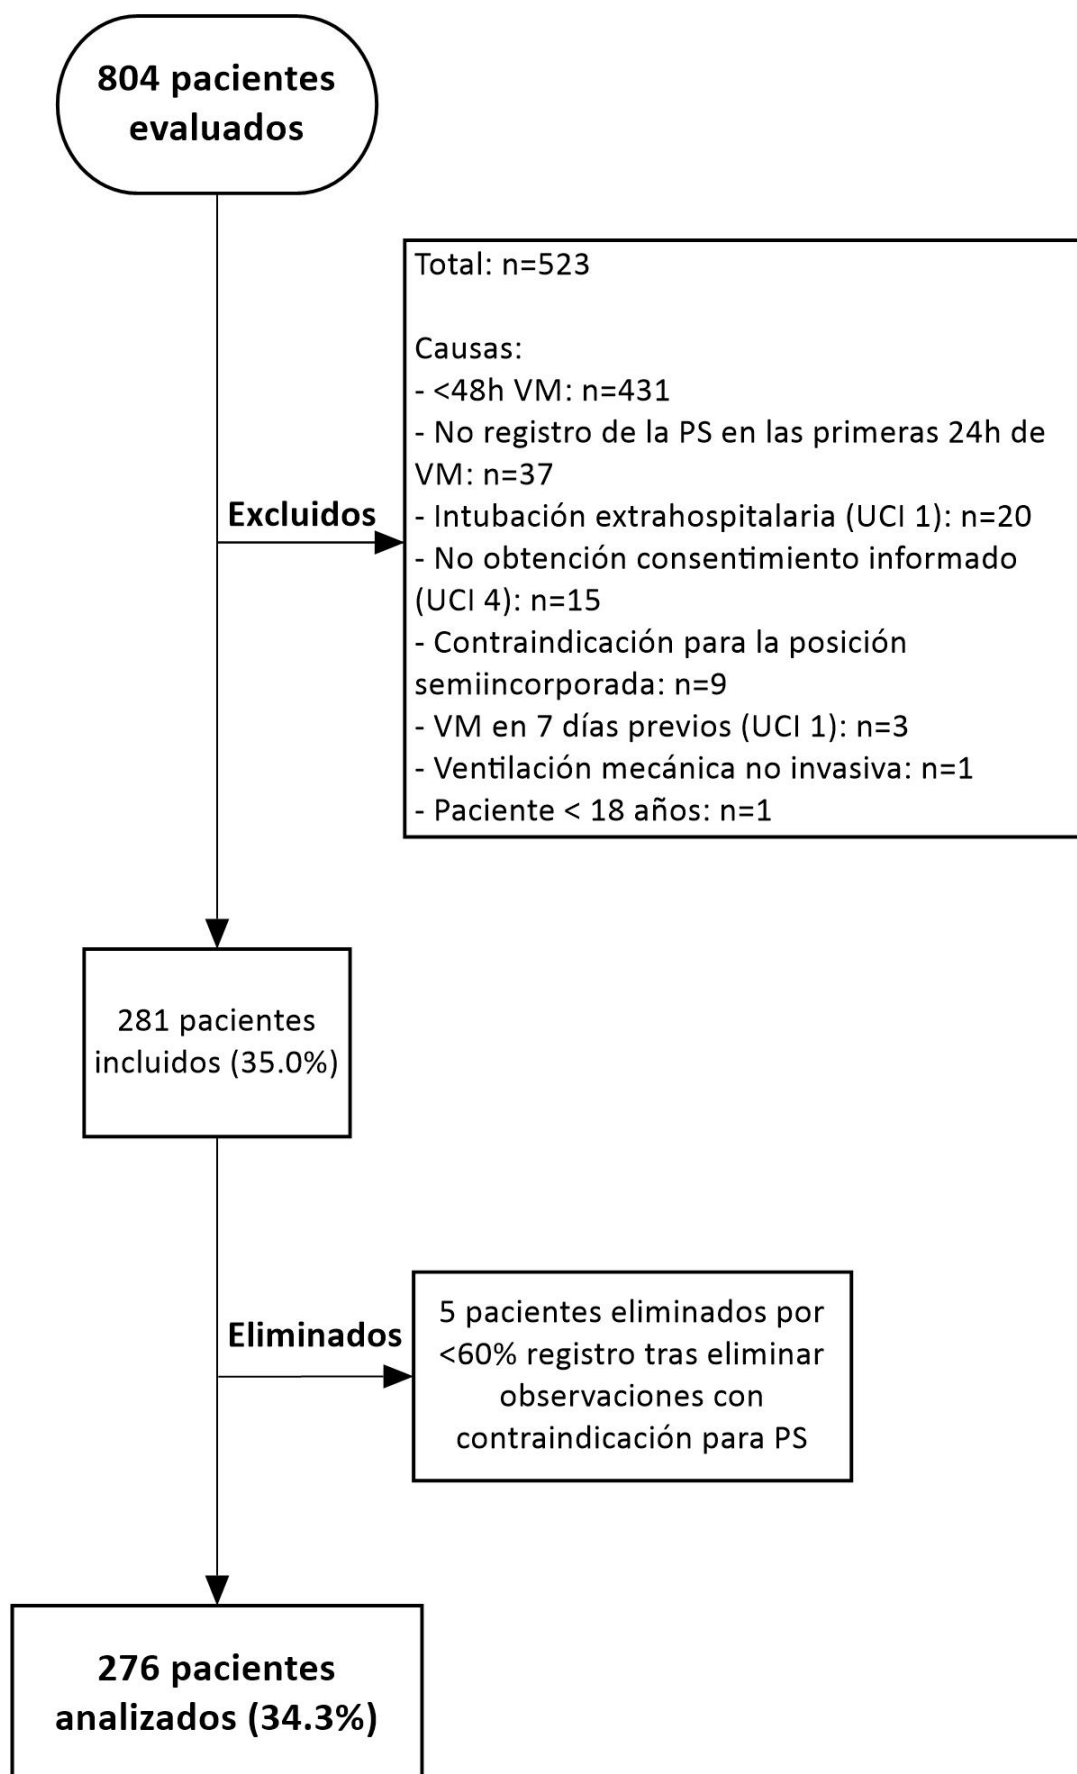 804 pacientes
evaluados
Total: n=523
Causas:
- <48h VM: n=431
- No registro de la PS en las primeras 24h de
VM: n=37
- Intubación extrahospitalaria (UCI 1): n=20
- No obtención consentimiento informado
(UCI 4): n=15
- Contraindicación para la posición
semiincorporada: n=9
- VM en 7 días previos (UCI 1): n=3
- Ventilación mecánica no invasiva: n=1
- Paciente < 18 años: n=1
Excluidos
281 pacientes
incluidos (35.0%)
Eliminados
5 pacientes eliminados por
<60% registro tras eliminar
observaciones con
contraindicación para PS
276 pacientes
analizados (34.3%)